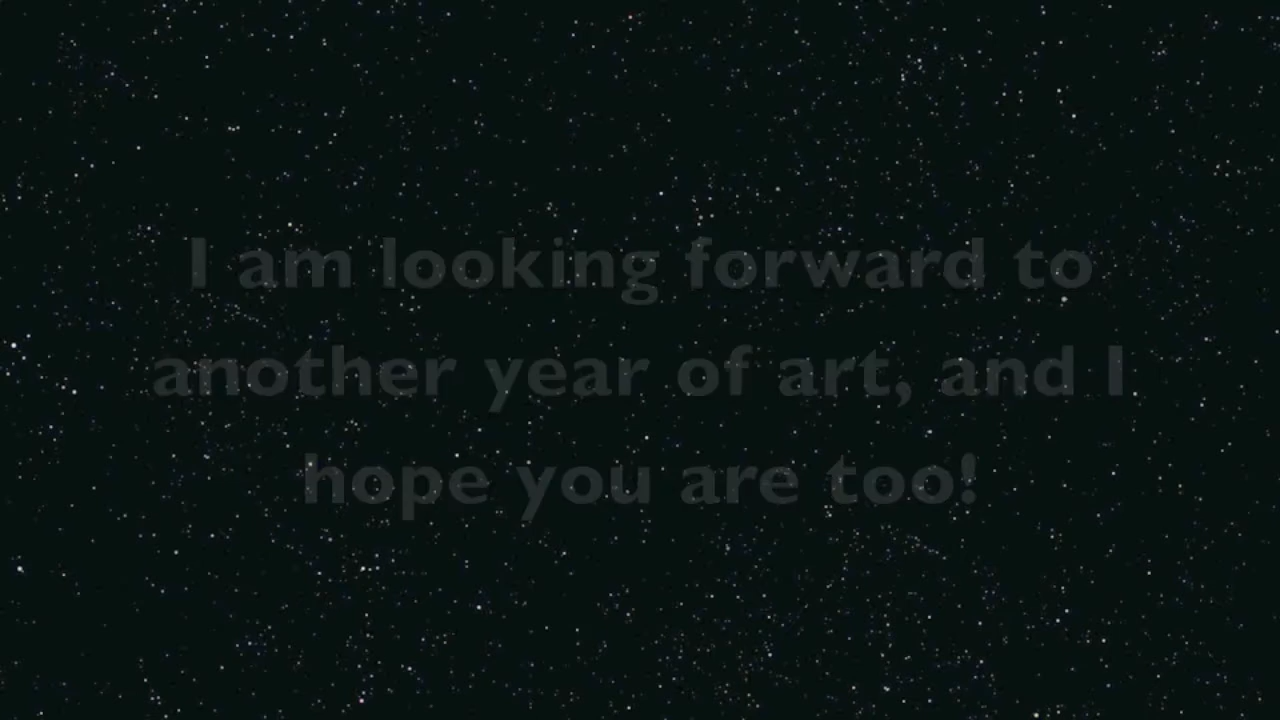 I am looking forward to
another year of art, and I
hope you are too!